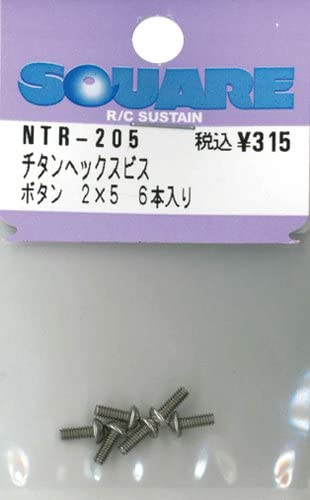 SQUARE
R/C SUSTAIN
NTR-205 税込 ¥315
チタンヘックスビス
ボタン 2×5 6本入り